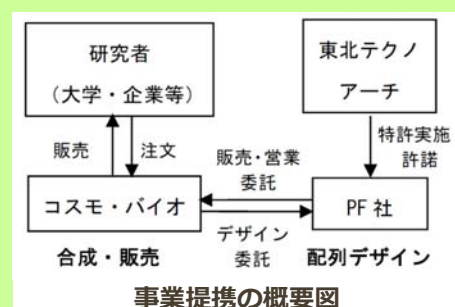 研究者
（大学・企業等）
東北テクノ
アーチ
販売
注文
特許実施
許諾
販売・営業
委託
コスモ・バイオ
PF 社
デザイン
委託
合成・販売
配列デザイン
事業提携の概要図